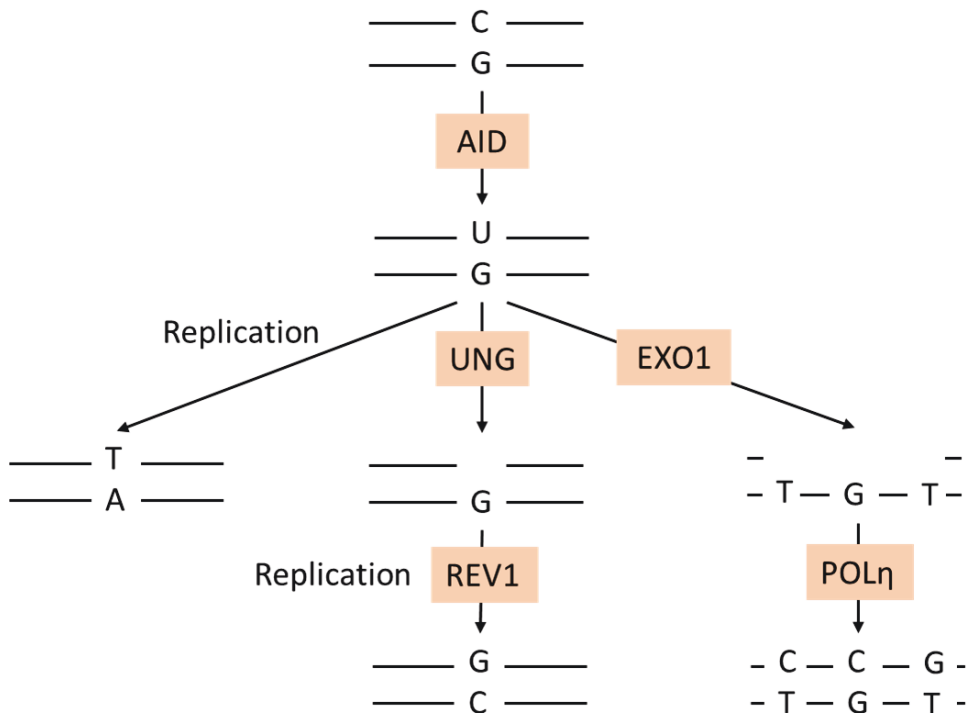 C
G
AID
U
G
Replication
UNG
EXO1
T
A
G
T G T
Replication
REV1
POLη
G
C
C C G
T G T